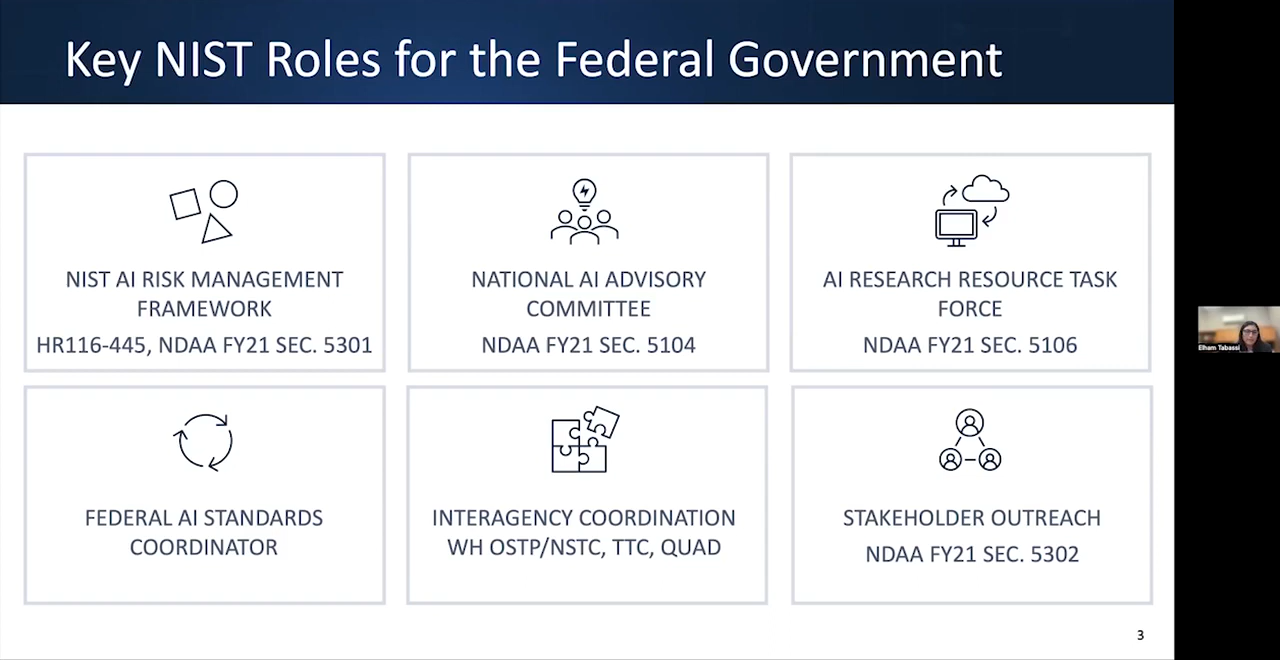 Key NIST Roles for the Federal Government
NIST AI RISK MANAGEMENT
FRAMEWORK
HR116-445, NDAA FY21 SEC. 5301
NATIONAL AI ADVISORY
COMMITTEE
NDAA FY21 SEC. 5104
AI RESEARCH RESOURCE TASK
FORCE
NDAA FY21 SEC. 5106
FEDERAL AI STANDARDS
COORDINATOR
INTERAGENCY COORDINATION
WH OSTP/NSTC, TTC, QUAD
STAKEHOLDER OUTREACH
NDAA FY21 SEC. 5302
3
Elham Tabassi